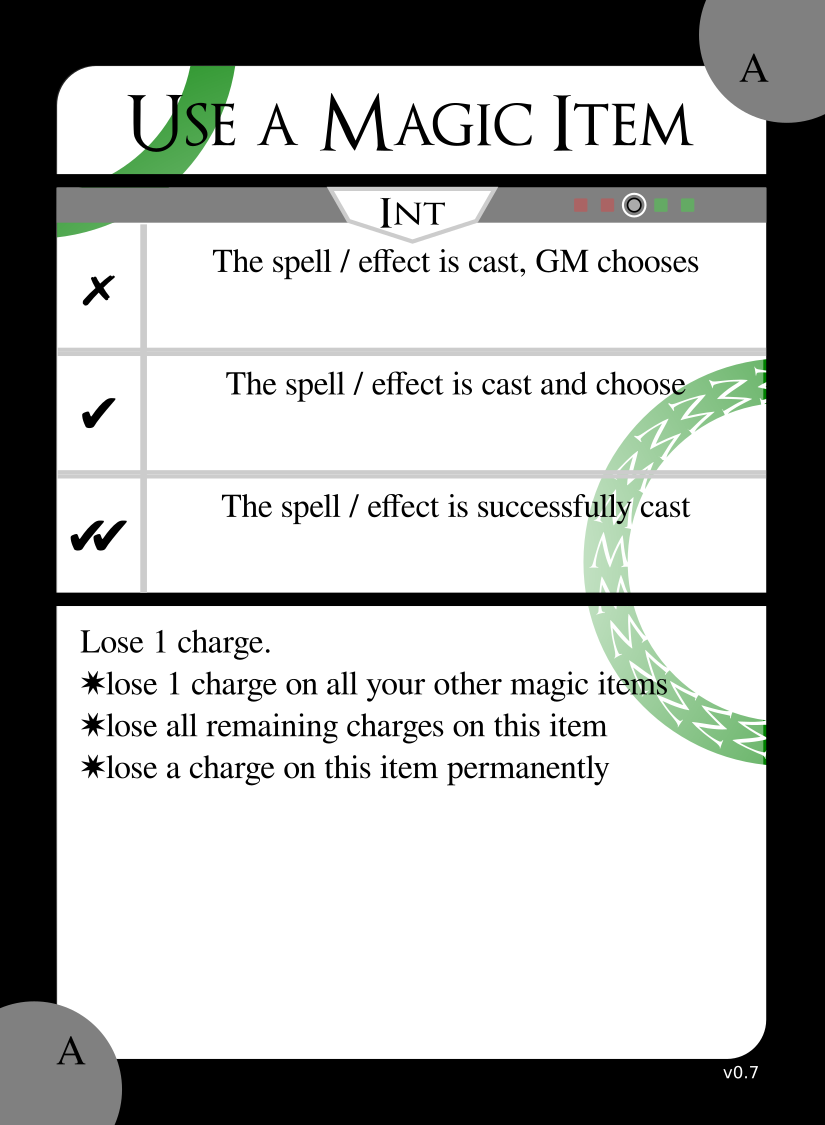 A
Use a Magic Item
Int
✗ The spell / effect is cast, GM chooses
✔ The spell / effect is cast and choose
✔✔ The spell / effect is successfully cast
Lose 1 charge.
✷lose 1 charge on all your other magic items
✷lose all remaining charges on this item
✷lose a charge on this item permanently
A
v0.7